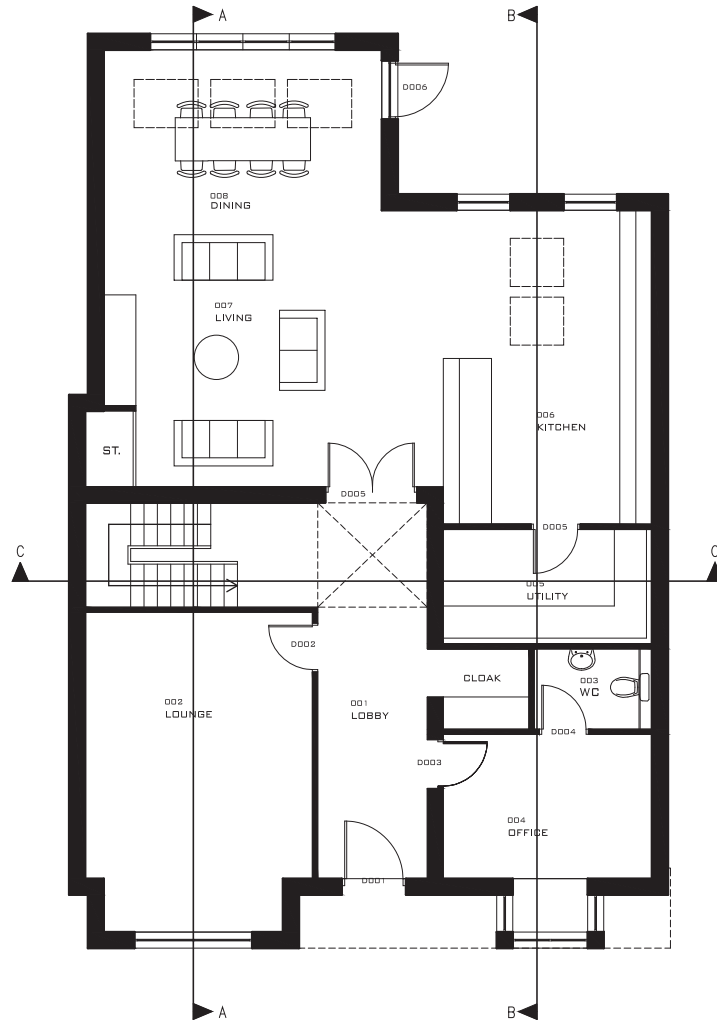 A
B
D006
008
DINING
007
LIVING
006
KITCHEN
ST.
D005
D005
C
C
005
UTILITY
D002
CLOAK
003
WC
001
LOBBY
002
LOUNGE
D004
D003
004
OFFICE
D001
A
B